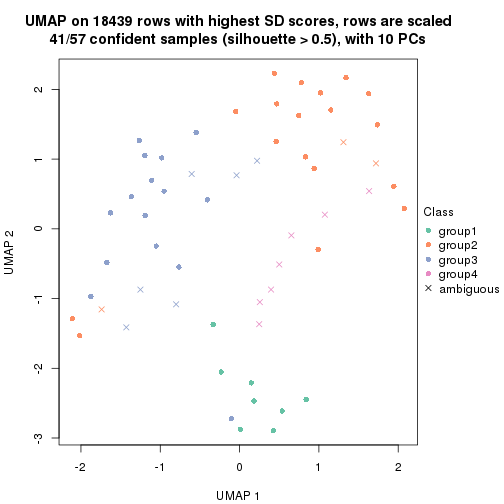 UMAP on 18439 rows with highest SD scores, rows are scaled
41/57 confident samples (silhouette > 0.5), with 10 PCs
2
1
0
-1
-2
-3
UMAP 2
-2
-1
0
1
2
UMAP 1
Class
group1
group2
group3
group4
ambiguous